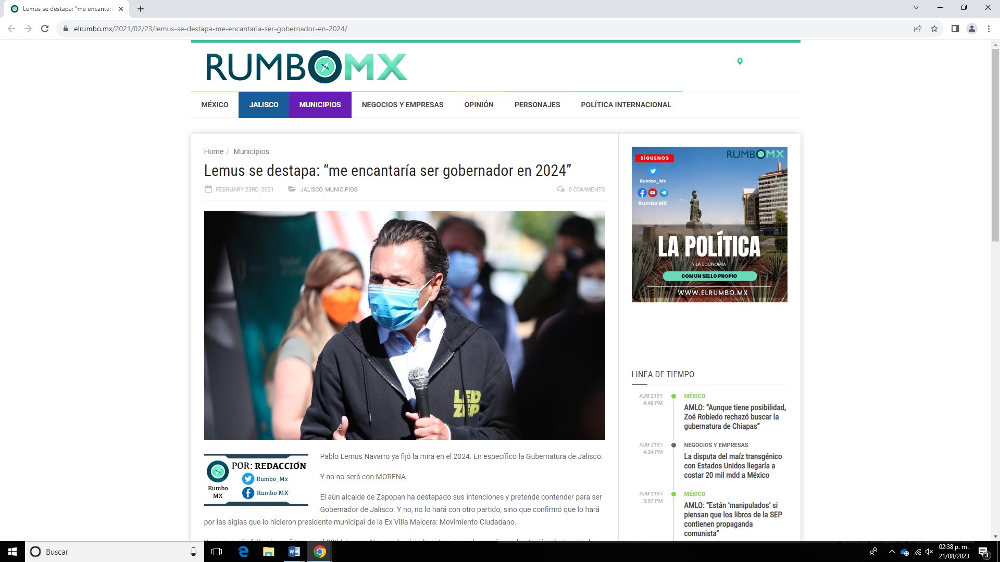 Lemus se destapa: "me encantarí
elrumbo.mx/2021/02/23/lemus-se-destapa-me-encantaria-ser-gobernador-en-2024/
RUMBOMX
MÉXICO JALISCO MUNICIPIOS NEGOCIOS Y EMPRESAS OPINIÓN PERSONAJES POLÍTICA INTERNACIONAL
Home / Municipios
Lemus se destapa: “me encantaría ser gobernador en 2024”
FEBRUARY 23RD, 2021 JALISCO, MUNICIPIOS 0 COMMENTS
LED
ZEP
POR: REDACCIÓN
Rumbo_Mx
Rumbo MX
Rumbo
MX
Pablo Lemus Navarro ya fijó la mira en el 2024. En específico la Gubernatura de Jalisco.
Y no no será con MORENA.
El aún alcalde de Zapopan ha destapado sus intenciones y pretende contender para ser
Gobernador de Jalisco. Y no, no lo hará con otro partido, sino que confirmó que lo hará
por las siglas que lo hicieron presidente municipal de la Ex Villa Maicera: Movimiento Ciudadano.
SÍGUENOS
RUMBOMX
Rumbo_Mx
Rumbo MX
LA POLÍTICA
Y LA ECONOMÍA
CON UN SELLO PROPIO
WWW.ELRUMBO.MX
LINEA DE TIEMPO
AUG 21ST
4:48 PM
MÉXICO
AMLO: “Aunque tiene posibilidad,
Zoé Robledo rechazó buscar la
gubernatura de Chiapas”
AUG 21ST
4:24 PM
NEGOCIOS Y EMPRESAS
La disputa del maíz transgénico
con Estados Unidos llegaría a
costar 20 mil mdd a México
AUG 21ST
3:57 PM
MÉXICO
AMLO: “Están ‘manipulados’ si
piensan que los libros de la SEP
contienen propaganda
comunista”
Buscar
02:38 p. m.
21/08/2023
3